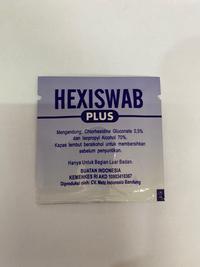 HEXISWAB
PLUS
Mengandung, Chlorhexidine Gluconate 0,5%
dan Isopropyl Alcohol 70%.
Kapas lembut beralkohol untuk membersihkan
sebelum penyuntikan.
Hanya Untuk Bagian Luar Badan.
BUATAN INDONESIA
KEMENKES RI AKD
Diproduksi oleh: CV. Metz Indonesia Bandung